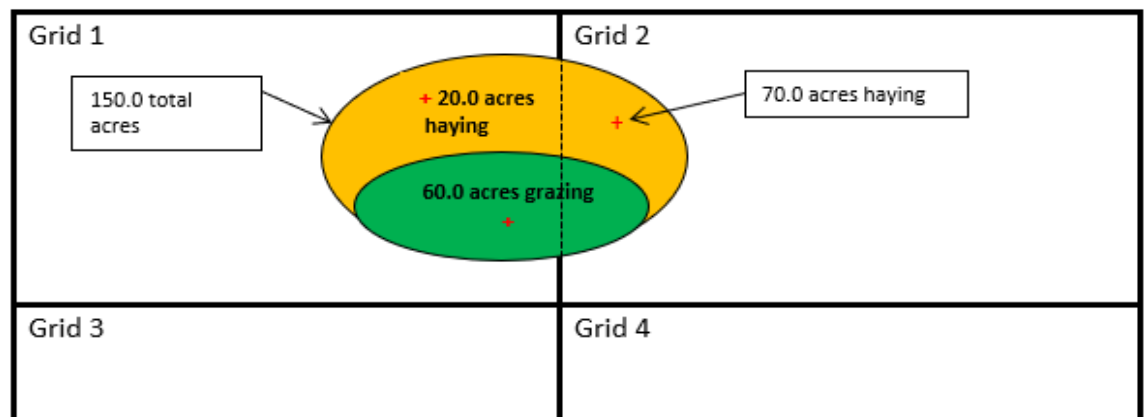 Grid 1
Grid 2
150.0 total
acres
+ 20.0 acres
haying
+
70.0 acres haying
60.0 acres grazing
+
Grid 3
Grid 4